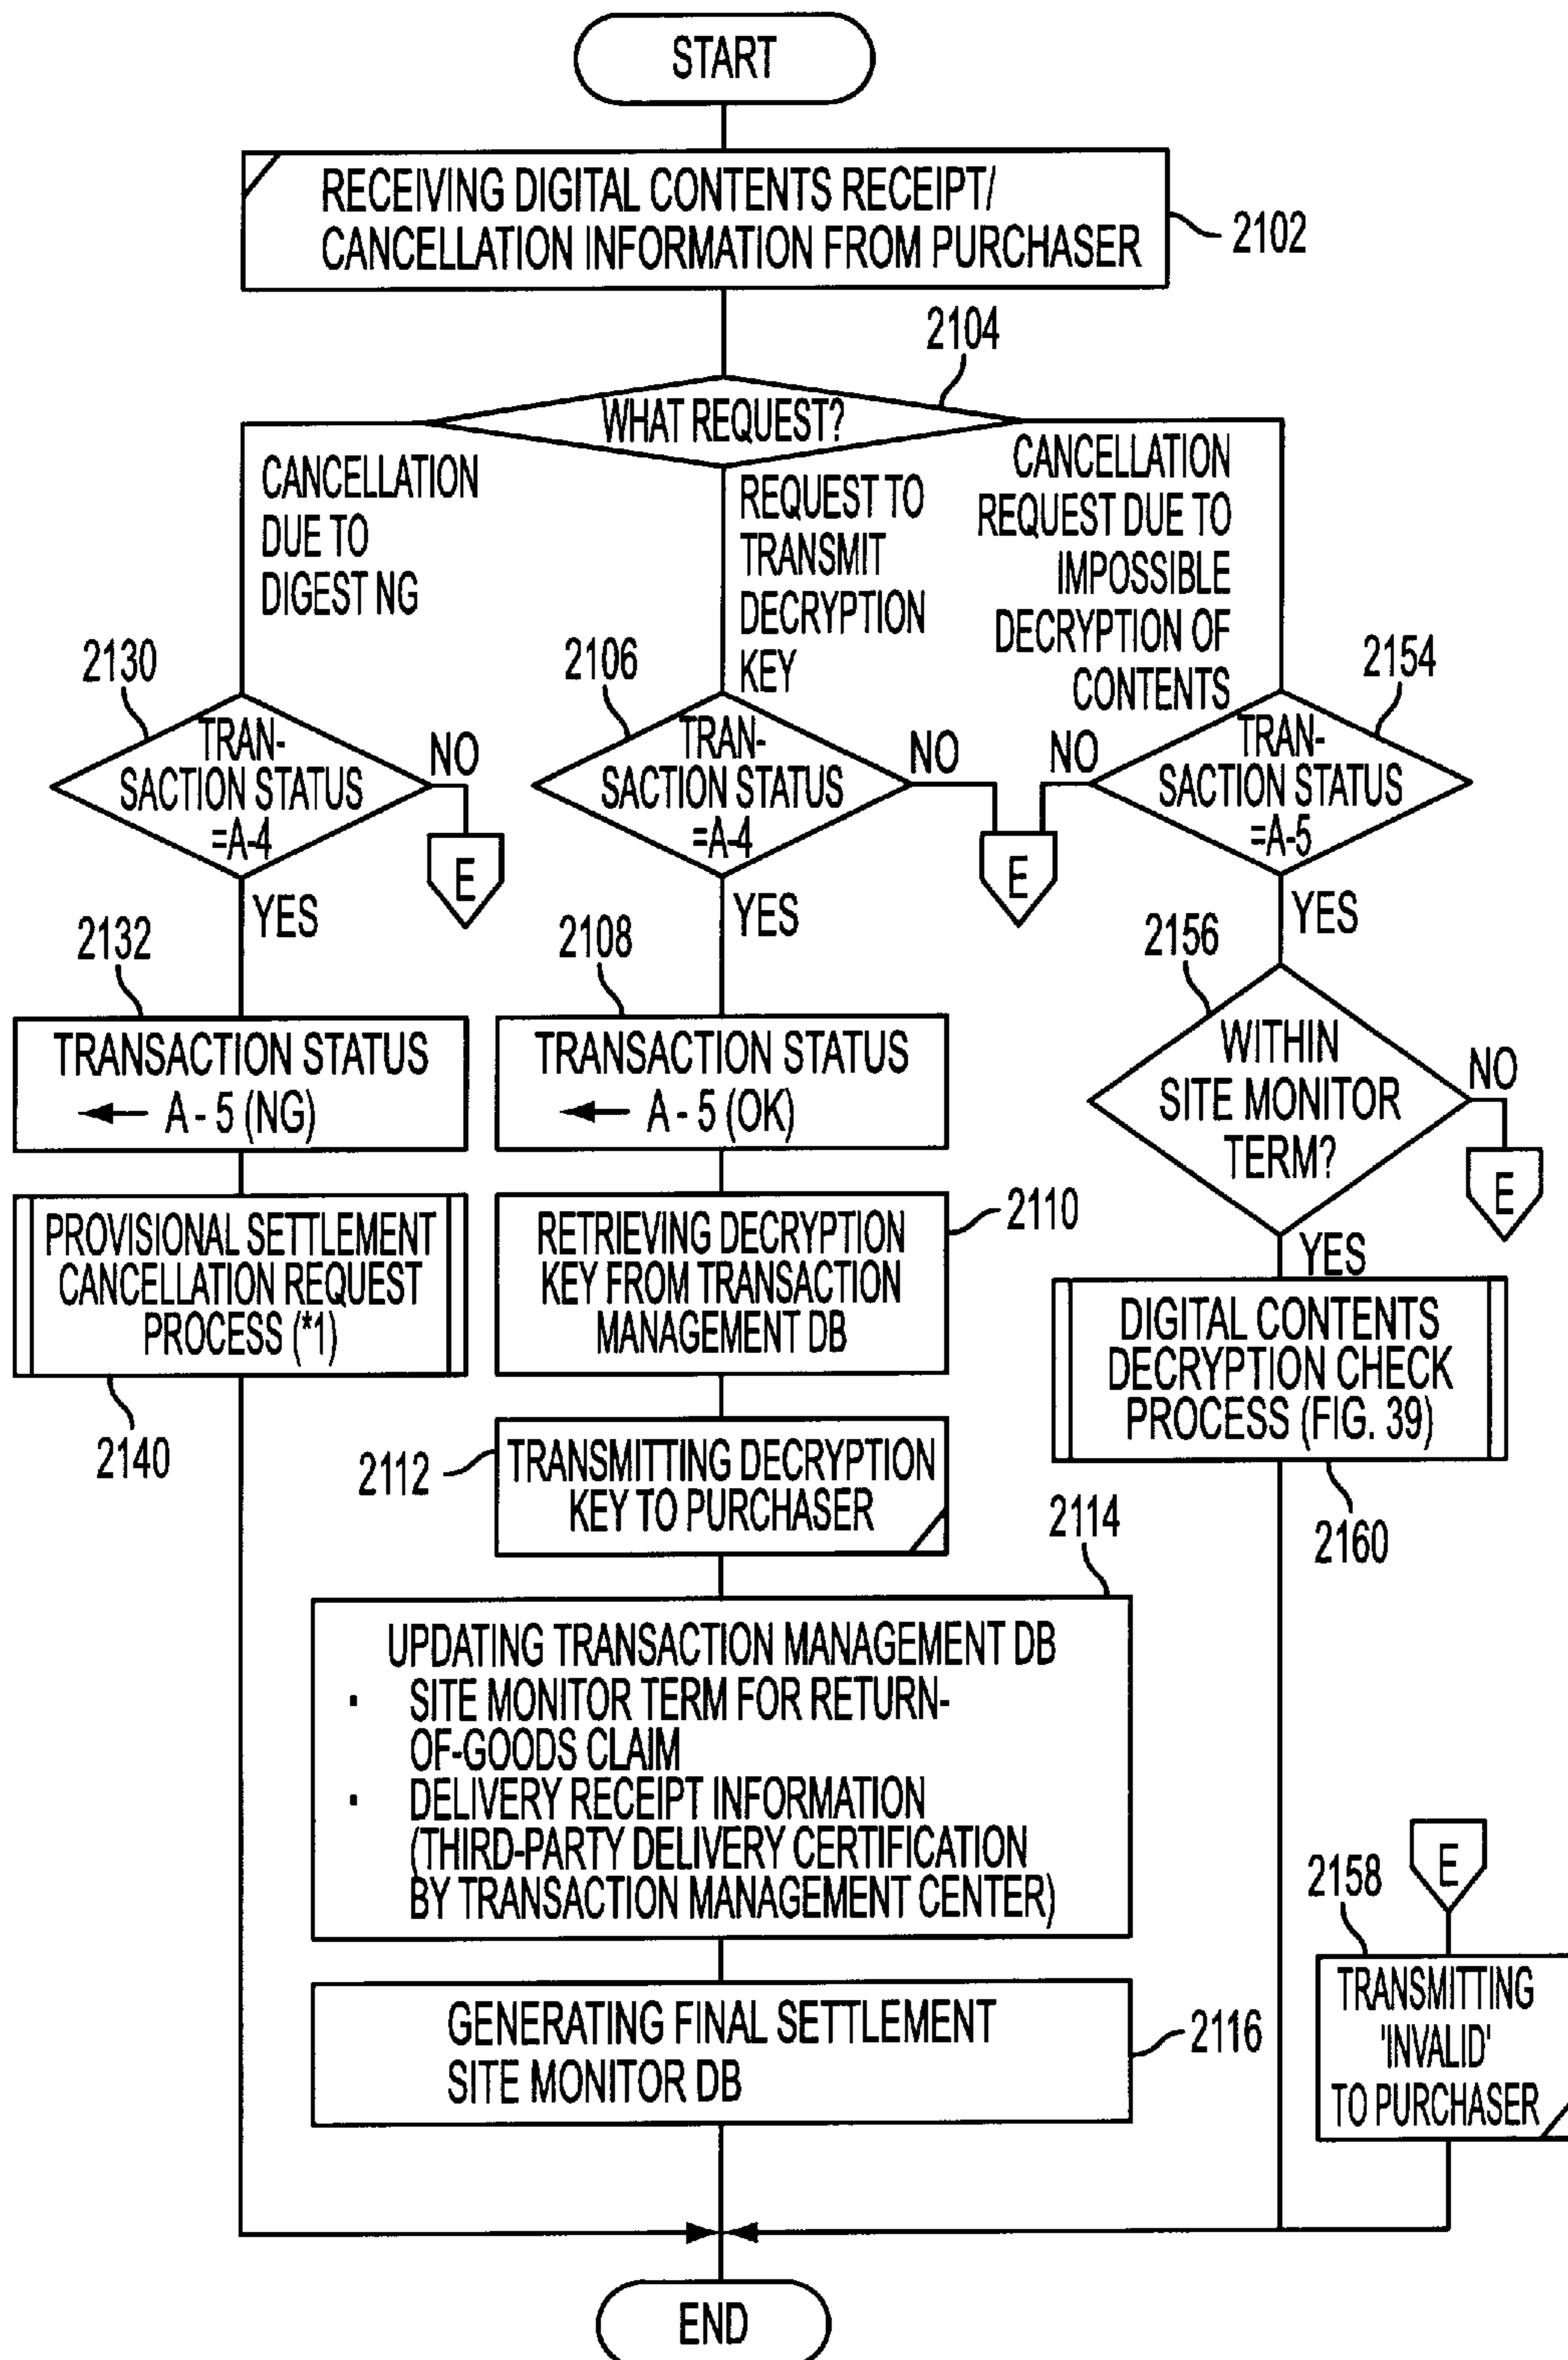 START
RECEIVING DIGITAL CONTENTS RECEIPT/
CANCELLATION INFORMATION FROM PURCHASER
2102
2104
WHAT REQUEST?
CANCELLATION
DUE TO
DIGEST NG
REQUEST TO
TRANSMIT
DECRYPTION
KEY
CANCELLATION
REQUEST DUE TO
IMPOSSIBLE
DECRYPTION OF
CONTENTS
2130
TRAN-
SACTION STATUS
=A-4
NO
E
YES
2106
TRAN-
SACTION STATUS
=A-4
NO
E
YES
2154
TRAN-
SACTION STATUS
=A-5
NO
YES
2132
TRANSACTION STATUS
← A - 5 (NG)
2108
TRANSACTION STATUS
← A - 5 (OK)
2156
WITHIN
SITE MONITOR
TERM?
NO
E
YES
PROVISIONAL SETTLEMENT
CANCELLATION REQUEST
PROCESS (*1)
2140
RETRIEVING DECRYPTION
KEY FROM TRANSACTION
MANAGEMENT DB
2110
DIGITAL CONTENTS
DECRYPTION CHECK
PROCESS (FIG. 39)
2160
2112
TRANSMITTING DECRYPTION
KEY TO PURCHASER
2114
UPDATING TRANSACTION MANAGEMENT DB
· SITE MONITOR TERM FOR RETURN-
OF-GOODS CLAIM
· DELIVERY RECEIPT INFORMATION
(THIRD-PARTY DELIVERY CERTIFICATION
BY TRANSACTION MANAGEMENT CENTER)
GENERATING FINAL SETTLEMENT
SITE MONITOR DB
2116
E
2158
TRANSMITTING
'INVALID'
TO PURCHASER
END